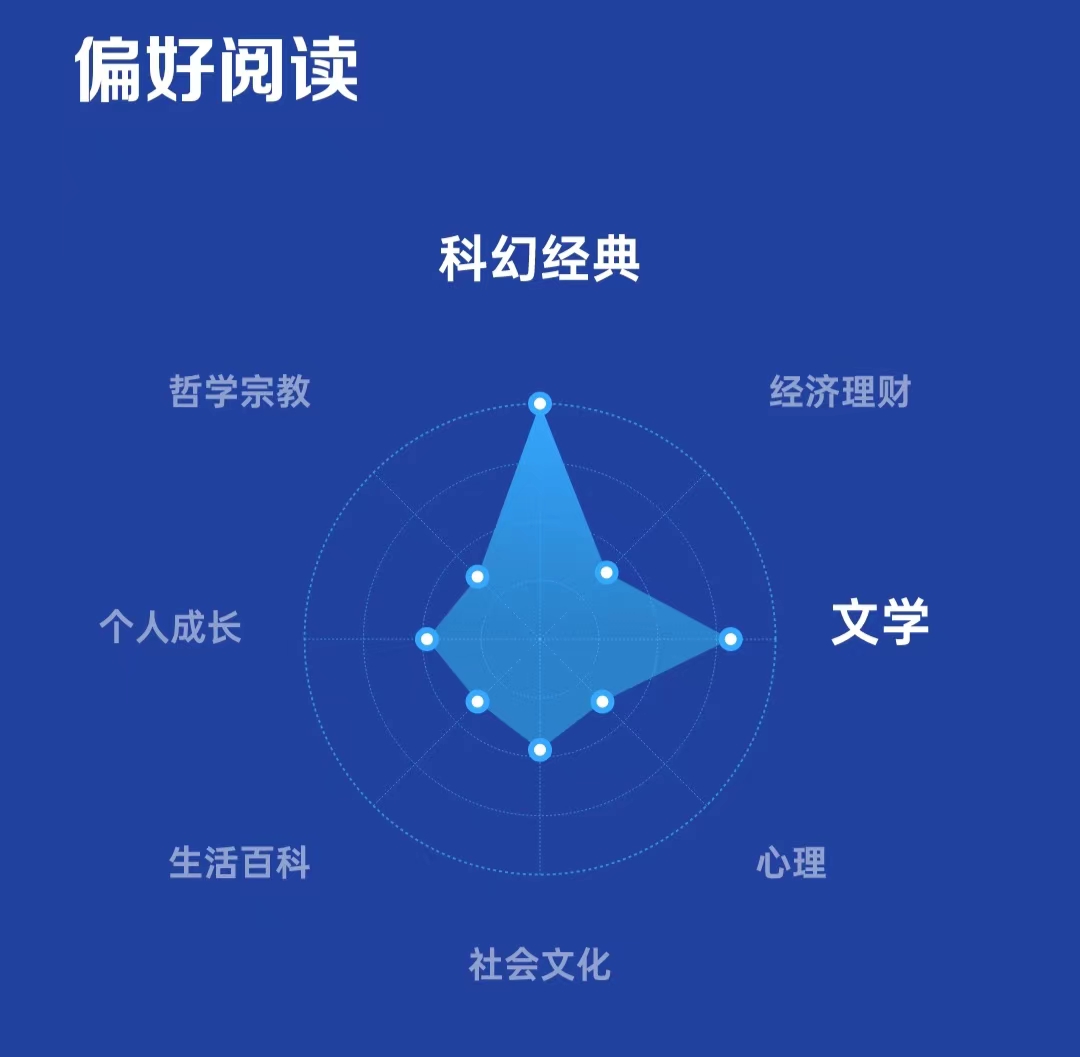 偏好阅读
科幻经典
哲学宗教
经济理财
个人成长
文学
生活百科
心理
社会文化